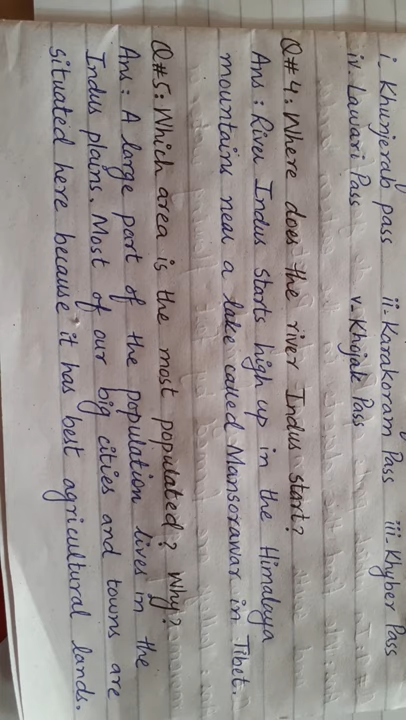 i. Khunjerab pass ii- Karakoram Pass iii- Khyber Pass
iv- Lawari Pass v- Khojak Pass
Q#4: Where does the river Indus start?
Ans: River Indus starts high up in the Himalaya
mountains near a lake called Mansorawar in Tibet.
Q#5: Which area is the most populated? Why?
Ans: A large part of the population lives in the
Indus plains. Most of our big cities and towns are
situated here because it has best agricultural lands.